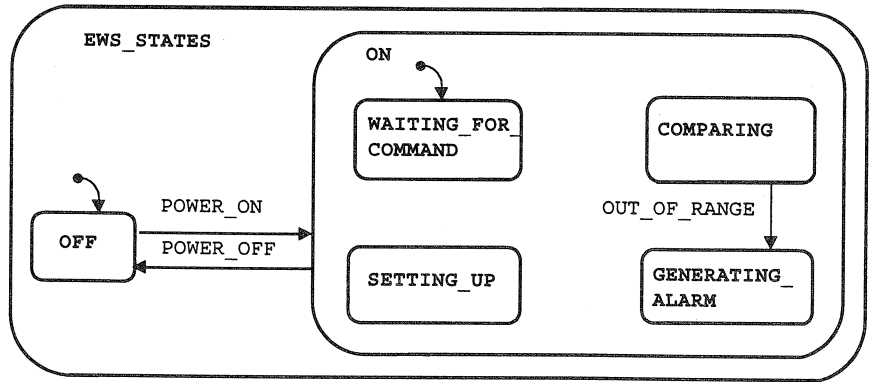 EWS_STATES
ON
WAITING_FOR_
COMMAND
COMPARING
POWER_ON
OUT_OF_RANGE
OFF
POWER_OFF
SETTING_UP
GENERATING_
ALARM